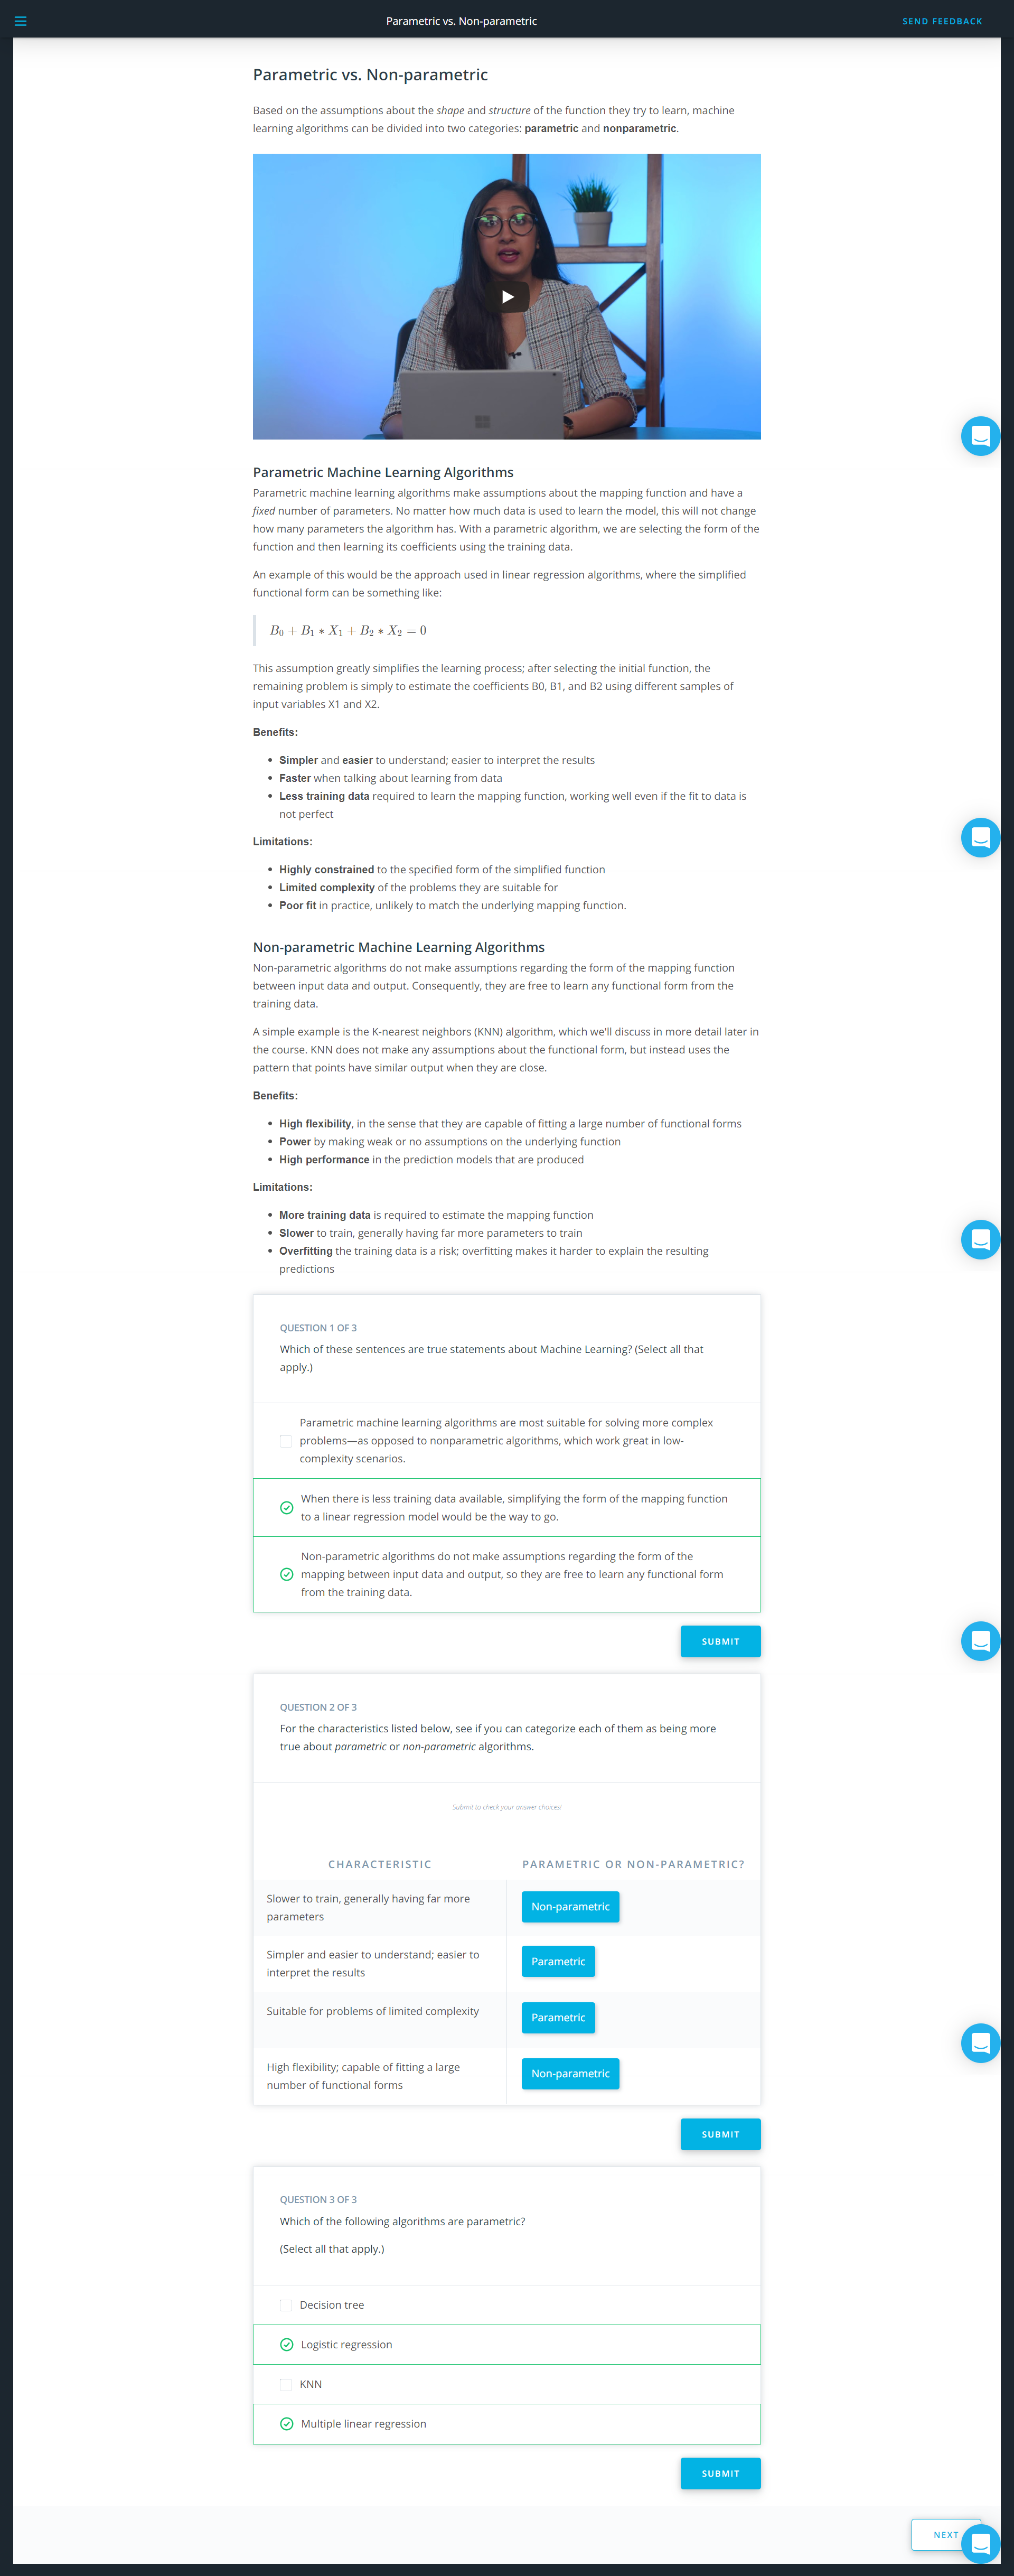 Parametric vs. Non-parametric
SEND FEEDBACK
Parametric vs. Non-parametric
Based on the assumptions about the shape and structure of the function they try to learn, machine
learning algorithms can be divided into two categories: parametric and nonparametric.
Parametric Machine Learning Algorithms
Parametric machine learning algorithms make assumptions about the mapping function and have a
fixed number of parameters. No matter how much data is used to learn the model, this will not change
how many parameters the algorithm has. With a parametric algorithm, we are selecting the form of the
function and then learning its coefficients using the training data.
An example of this would be the approach used in linear regression algorithms, where the simplified
functional form can be something like:
B₀ + B₁ ∗ X₁ + B₂ ∗ X₂ = 0
This assumption greatly simplifies the learning process; after selecting the initial function, the
remaining problem is simply to estimate the coefficients B0, B1, and B2 using different samples of
input variables X1 and X2.
Benefits:
• Simpler and easier to understand; easier to interpret the results
• Faster when talking about learning from data
• Less training data required to learn the mapping function, working well even if the fit to data is
not perfect
Limitations:
• Highly constrained to the specified form of the simplified function
• Limited complexity of the problems they are suitable for
• Poor fit in practice, unlikely to match the underlying mapping function.
Non-parametric Machine Learning Algorithms
Non-parametric algorithms do not make assumptions regarding the form of the mapping function
between input data and output. Consequently, they are free to learn any functional form from the
training data.
A simple example is the K-nearest neighbors (KNN) algorithm, which we'll discuss in more detail later in
the course. KNN does not make any assumptions about the functional form, but instead uses the
pattern that points have similar output when they are close.
Benefits:
• High flexibility, in the sense that they are capable of fitting a large number of functional forms
• Power by making weak or no assumptions on the underlying function
• High performance in the prediction models that are produced
Limitations:
• More training data is required to estimate the mapping function
• Slower to train, generally having far more parameters to train
• Overfitting the training data is a risk; overfitting makes it harder to explain the resulting
predictions
QUESTION 1 OF 3
Which of these sentences are true statements about Machine Learning? (Select all that
apply.)
Parametric machine learning algorithms are most suitable for solving more complex
problems—as opposed to nonparametric algorithms, which work great in low-
complexity scenarios.
When there is less training data available, simplifying the form of the mapping function
to a linear regression model would be the way to go.
Non-parametric algorithms do not make assumptions regarding the form of the
mapping between input data and output, so they are free to learn any functional form
from the training data.
SUBMIT
QUESTION 2 OF 3
For the characteristics listed below, see if you can categorize each of them as being more
true about parametric or non-parametric algorithms.
Submit to check your answer choices!
CHARACTERISTIC
PARAMETRIC OR NON-PARAMETRIC?
Slower to train, generally having far more
parameters
Non-parametric
Simpler and easier to understand; easier to
interpret the results
Parametric
Suitable for problems of limited complexity
Parametric
High flexibility; capable of fitting a large
number of functional forms
Non-parametric
SUBMIT
QUESTION 3 OF 3
Which of the following algorithms are parametric?
(Select all that apply.)
Decision tree
Logistic regression
KNN
Multiple linear regression
SUBMIT
NEXT